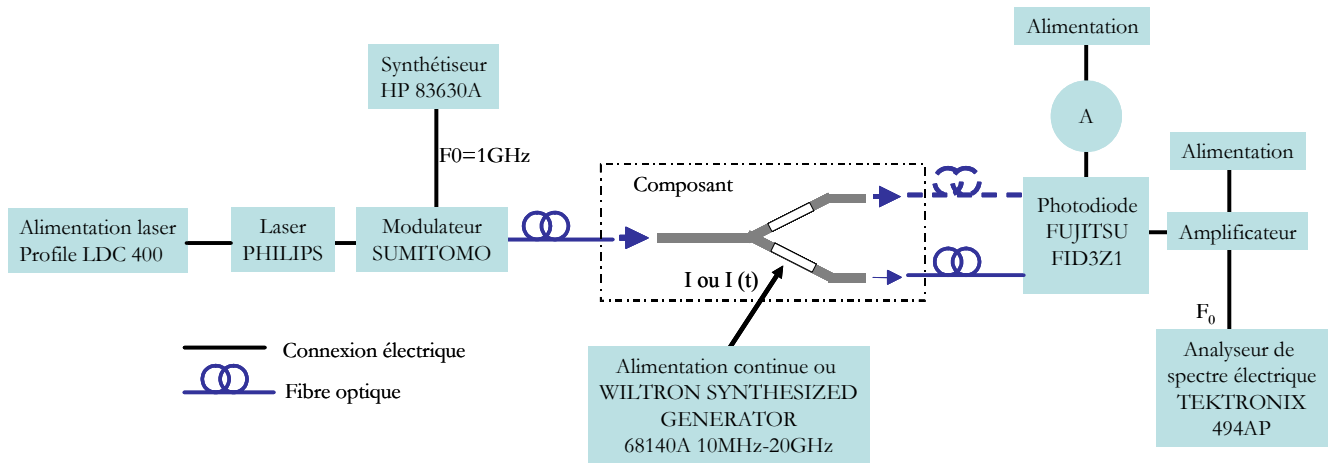 Alimentation
Synthétiseur
HP 83630A
A
F0=1GHz
Alimentation
Composant
Alimentation laser
Profile LDC 400
Laser
PHILIPS
Modulateur
SUMITOMO
Photodiode
FUJITSU
FID3Z1
Amplificateur
I ou I (t)
F0
Connexion électrique
Fibre optique
Alimentation continue ou
WILTRON SYNTHESIZED
GENERATOR
68140A 10MHz-20GHz
Analyseur de
spectre électrique
TEKTRONIX
494AP